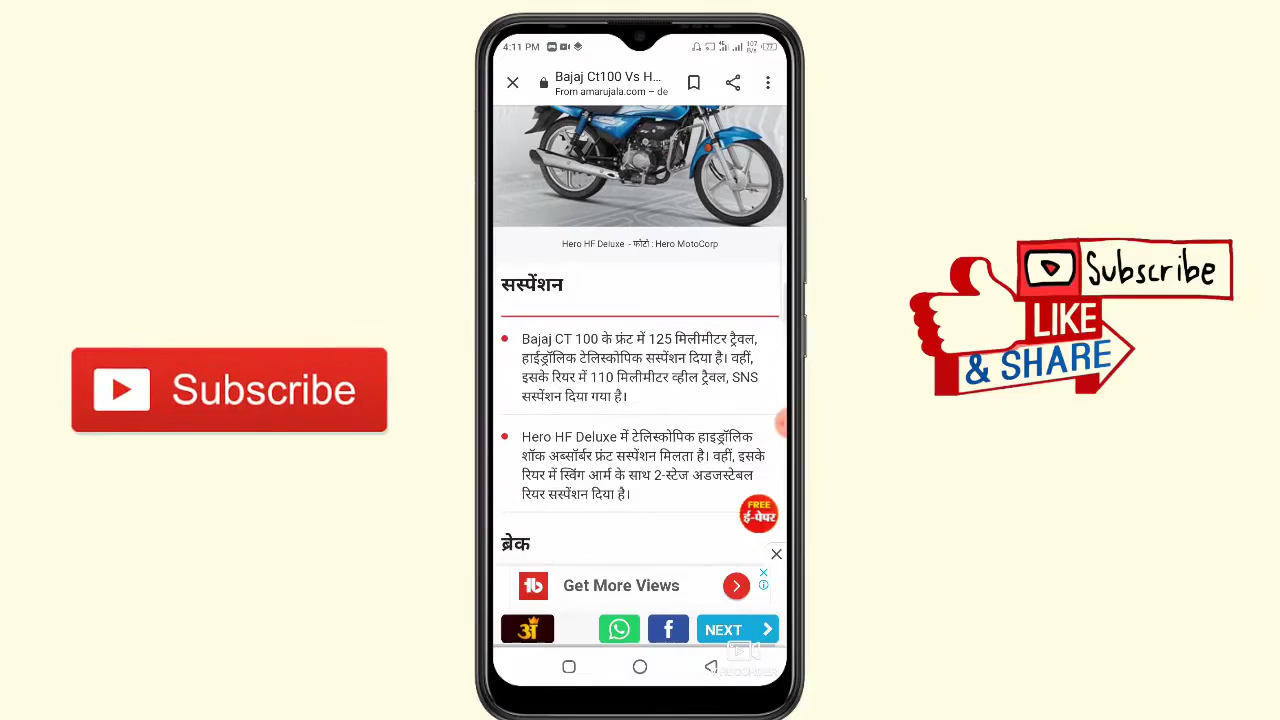 4:11 PM
107
B/s
77
Bajaj Ct100 Vs H...
From amarujala.com – de
Hero HF Deluxe - फोटो : Hero MotoCorp
सस्पेंशन
Bajaj CT 100 के फ्रंट में 125 मिलीमीटर ट्रैवल,
हाईड्रॉलिक टेलिस्कोपिक सस्पेंशन दिया है। वहीं,
इसके रियर में 110 मिलीमीटर व्हील ट्रैवल, SNS
सस्पेंशन दिया गया है।
Hero HF Deluxe में टेलिस्कोपिक हाइड्रॉलिक
शॉक अब्सॉर्बर फ्रंट सस्पेंशन मिलता है। वहीं, इसके
रियर में स्विंग आर्म के साथ 2-स्टेज अडजस्टेबल
रियर सस्पेंशन दिया है।
FREE
ई-पेपर
ब्रेक
Get More Views
अ
f
NEXT
Subscribe
Subscribe
LIKE
& SHARE